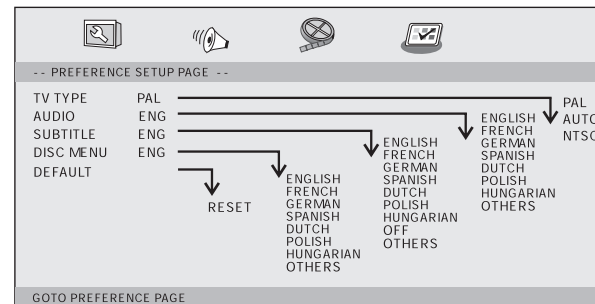 -- PREFERENCE SETUP PAGE --
TV TYPE PAL
AUDIO ENG
SUBTITLE ENG
DISC MENU ENG
DEFAULT
RESET
ENGLISH
FRENCH
GERMAN
SPANISH
DUTCH
POLISH
HUNGARIAN
OTHERS
ENGLISH
FRENCH
GERMAN
SPANISH
DUTCH
POLISH
HUNGARIAN
OFF
OTHERS
ENGLISH
FRENCH
GERMAN
SPANISH
DUTCH
POLISH
HUNGARIAN
OTHERS
PAL
AUTO
NTSC
GOTO PREFERENCE PAGE